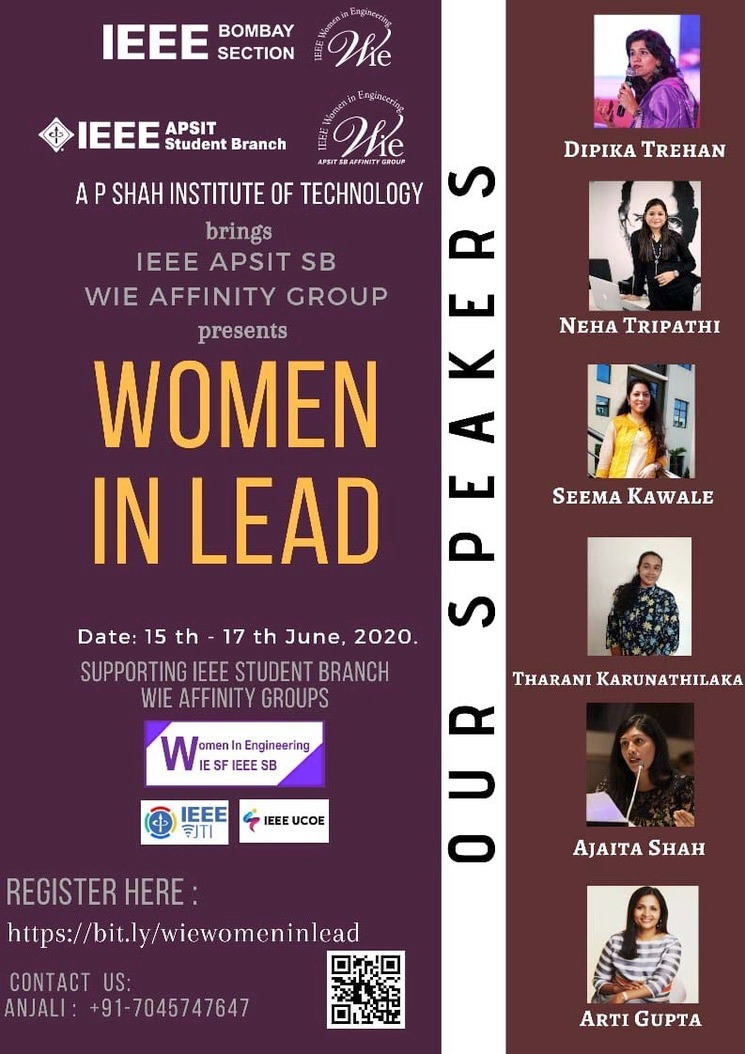 IEEE BOMBAY
SECTION
IEEE Women in Engineering
Wie
IEEE APSIT
Student Branch
IEEE Women in Engineering
Wie
APSIT SB AFFINITY GROUP
A P SHAH INSTITUTE OF TECHNOLOGY
brings
IEEE APSIT SB
WIE AFFINITY GROUP
presents
WOMEN
IN LEAD
Date: 15 th - 17 th June, 2020.
SUPPORTING IEEE STUDENT BRANCH
WIE AFFINITY GROUPS
Women In Engineering
IE SF IEEE SB
IEEE
JTI
IEEE UCOE
REGISTER HERE :
https://bit.ly/wiewomeninlead
CONTACT US:
ANJALI : +91-7045747647
OUR SPEAKERS
DIPIKA TREHAN
NEHA TRIPATHI
SEEMA KAWALE
THARANI KARUNATHILAKA
AJAITA SHAH
ARTI GUPTA